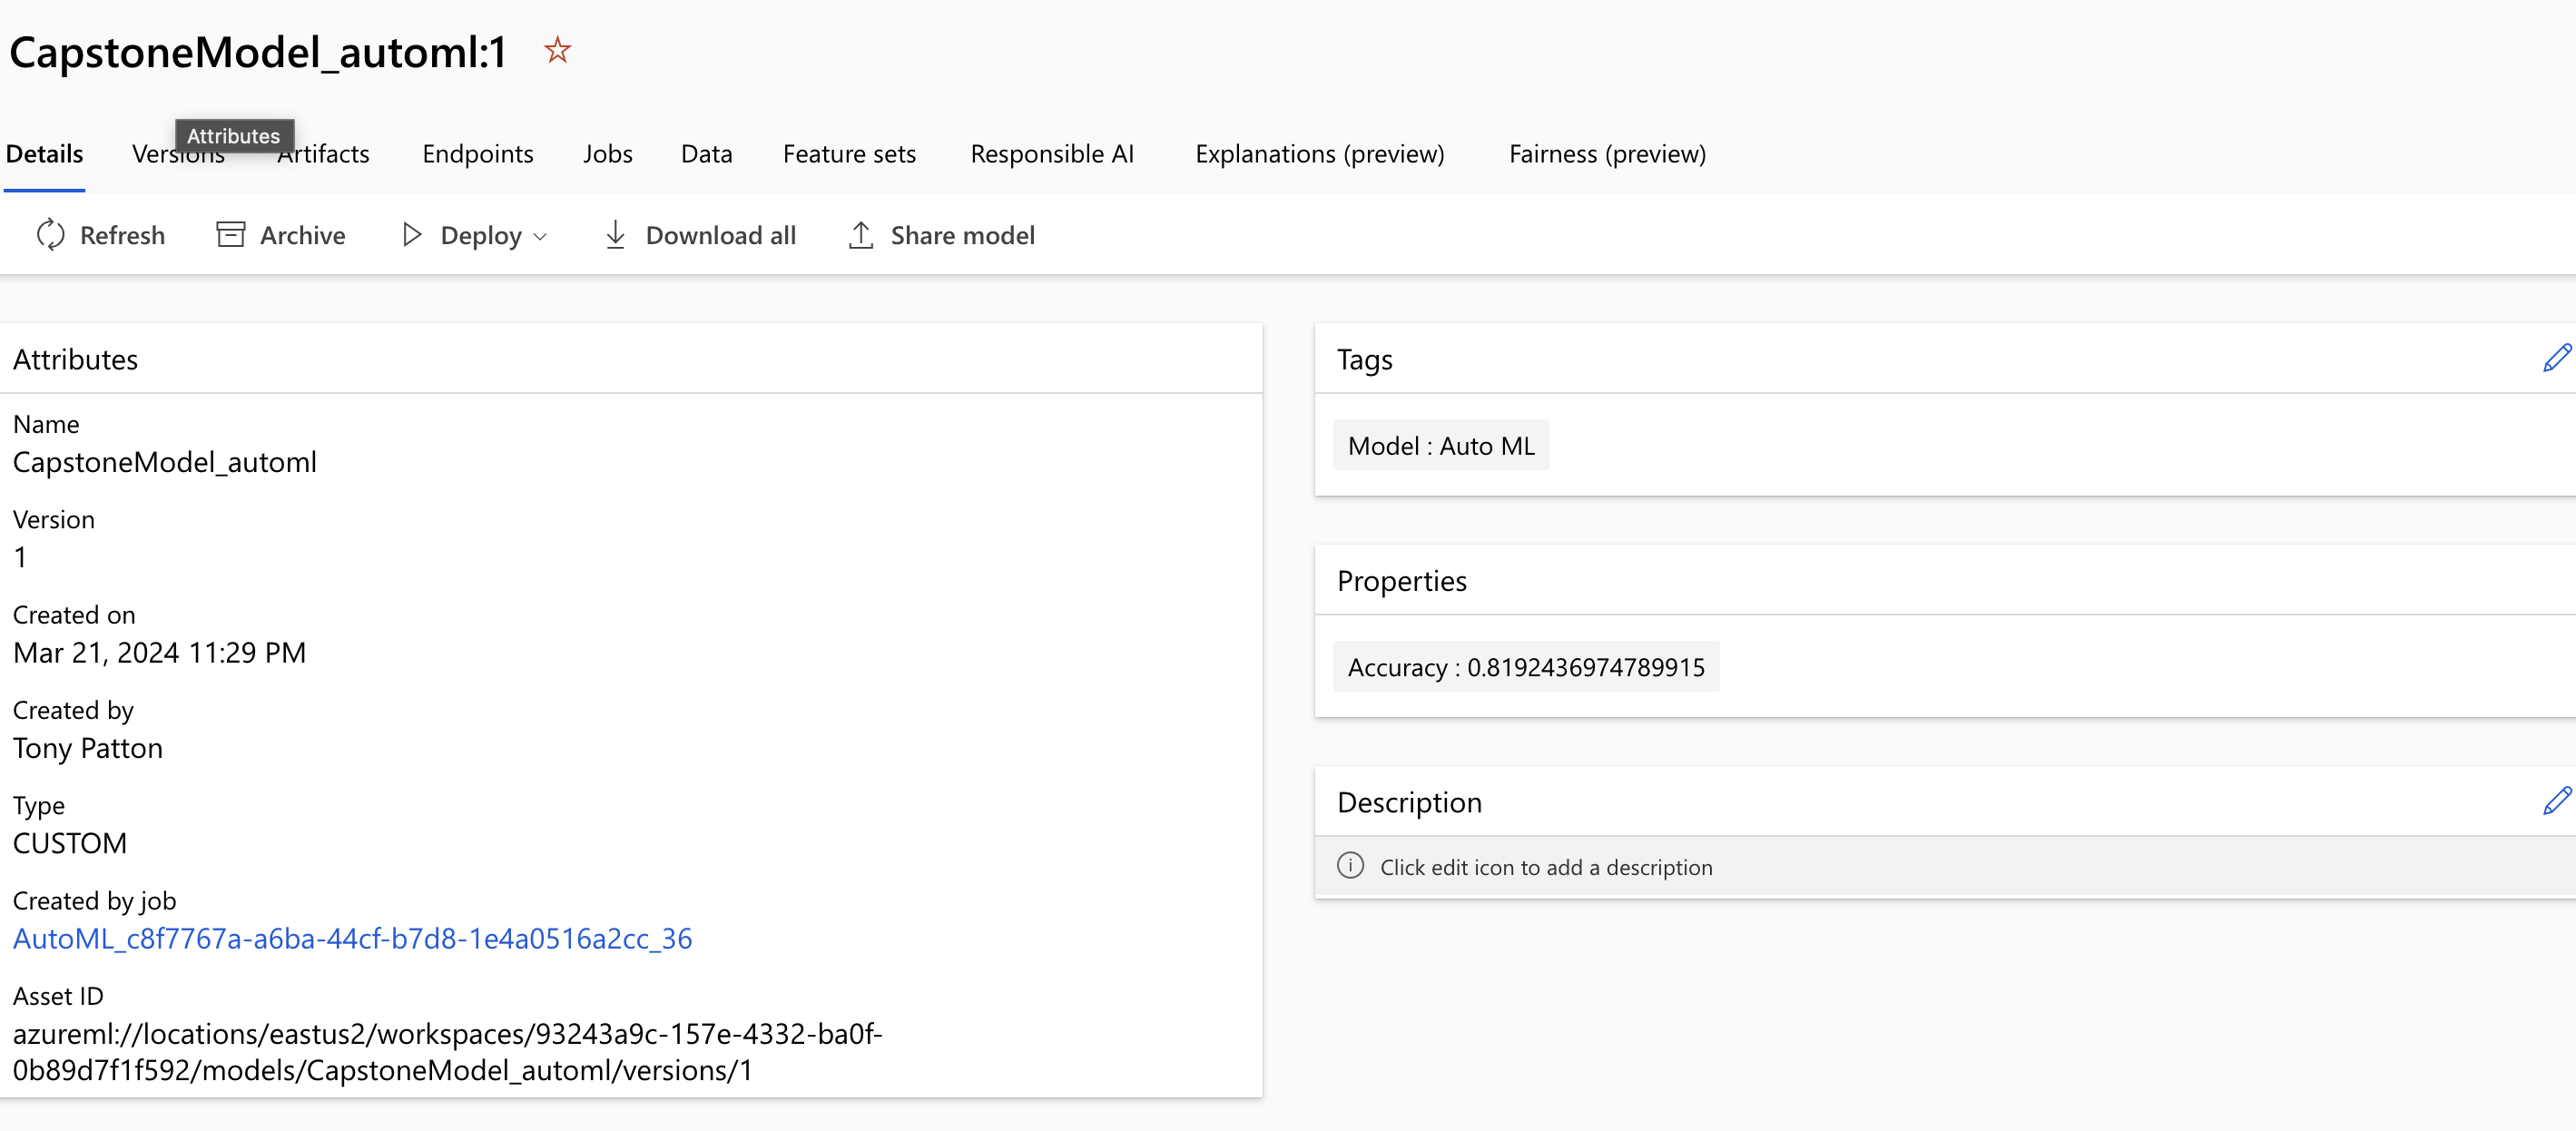 CapstoneModel_automl:1
Attributes
Details Versions Artifacts Endpoints Jobs Data Feature sets Responsible AI Explanations (preview) Fairness (preview)
Refresh Archive Deploy Download all Share model
Attributes
Name
CapstoneModel_automl
Version
1
Created on
Mar 21, 2024 11:29 PM
Created by
Tony Patton
Type
CUSTOM
Created by job
AutoML_c8f7767a-a6ba-44cf-b7d8-1e4a0516a2cc_36
Asset ID
azureml://locations/eastus2/workspaces/93243a9c-157e-4332-ba0f-
0b89d7f1f592/models/CapstoneModel_automl/versions/1
Tags
Model : Auto ML
Properties
Accuracy : 0.8192436974789915
Description
Click edit icon to add a description